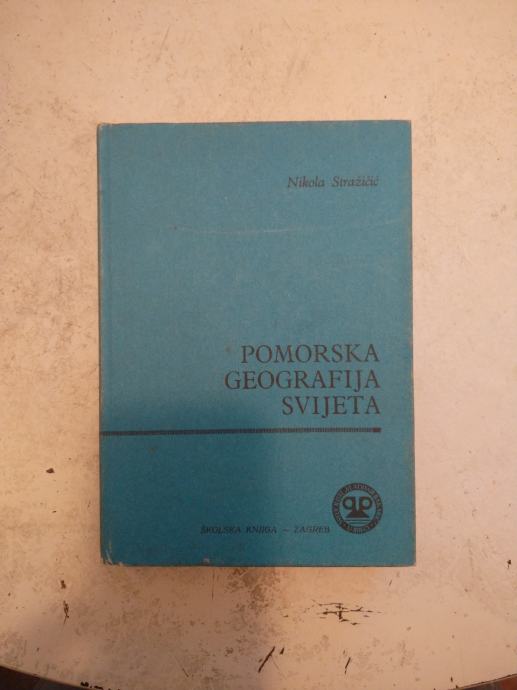 Nikola Stražičić
POMORSKA
GEOGRAFIJA
SVIJETA
ŠKOLSKA KNJIGA – ZAGREB